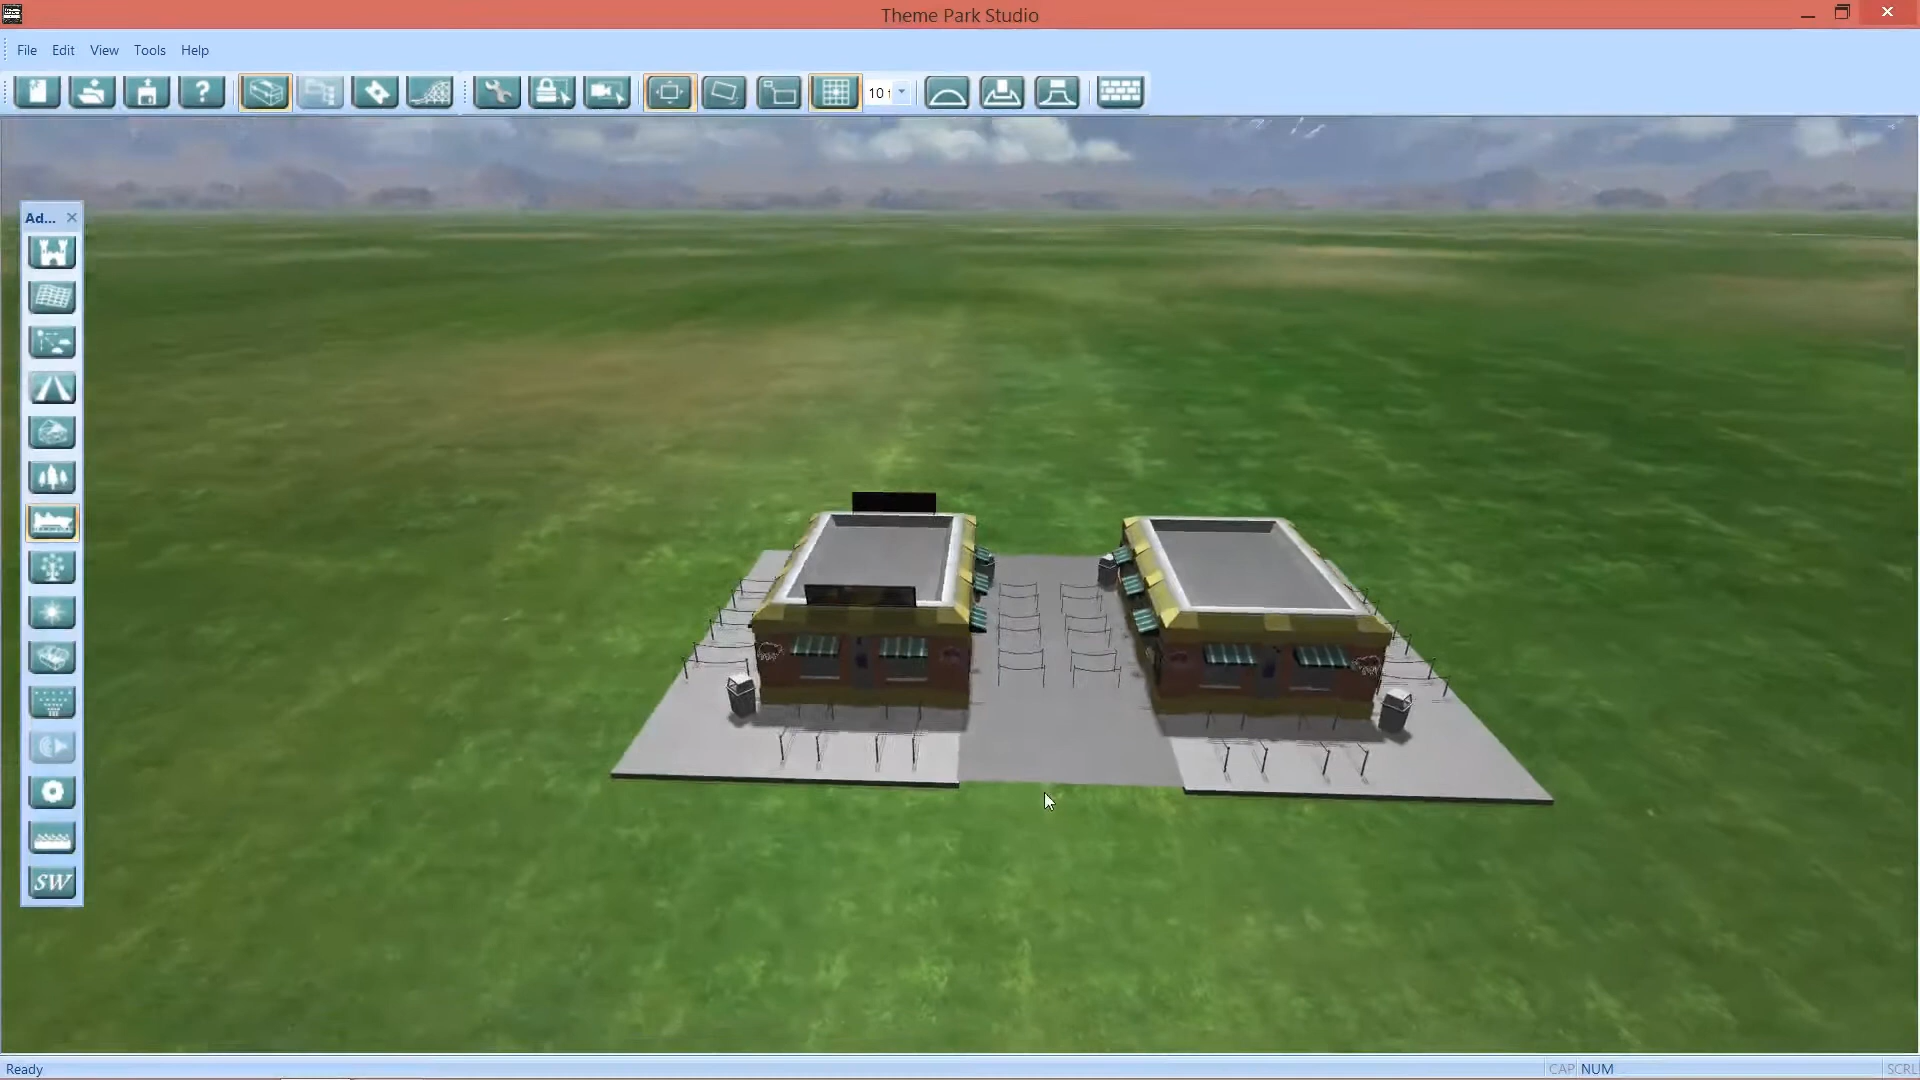 Theme Park Studio
File Edit View Tools Help
?
10
Ad...
SW
Ready
CAP NUM SCRL